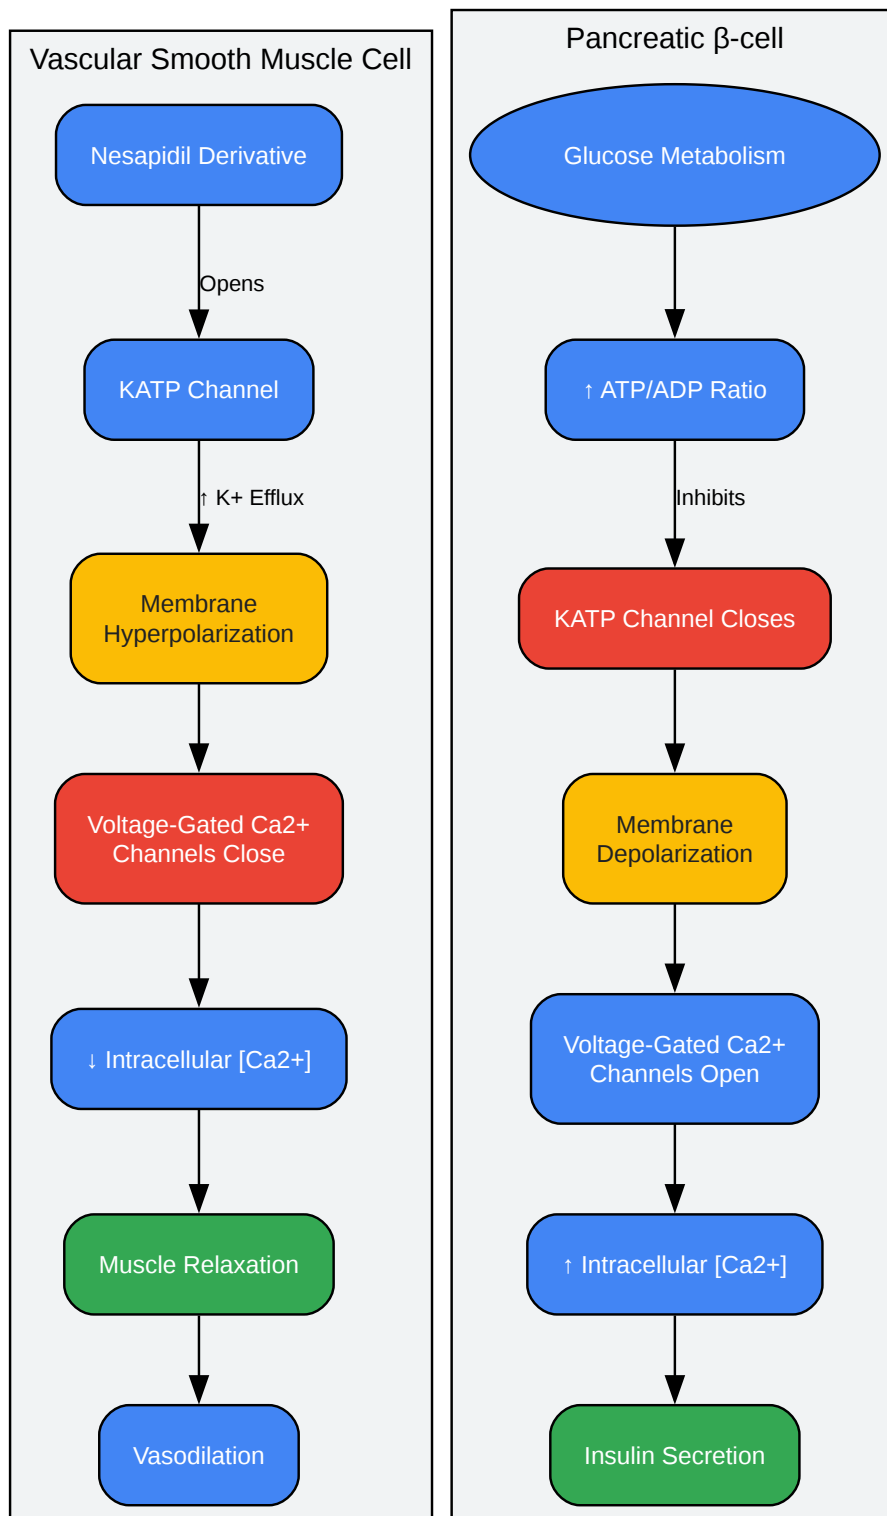 Vascular Smooth Muscle Cell
Nesapidil Derivative
Opens
KATP Channel
↑ K+ Efflux
Membrane
Hyperpolarization
Voltage-Gated Ca2+
Channels Close
↓ Intracellular [Ca2+]
Muscle Relaxation
Vasodilation
Pancreatic β-cell
Glucose Metabolism
↑ ATP/ADP Ratio
Inhibits
KATP Channel Closes
Membrane
Depolarization
Voltage-Gated Ca2+
Channels Open
↑ Intracellular [Ca2+]
Insulin Secretion